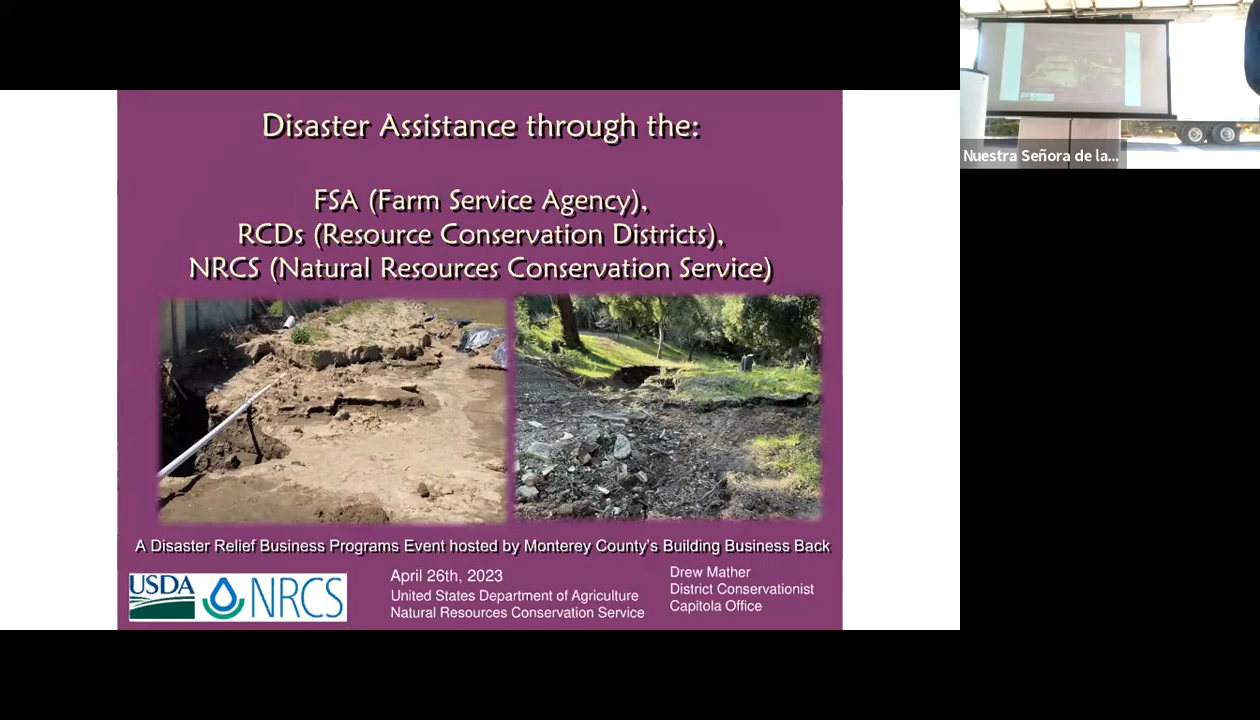 Disaster Assistance through the:
FSA (Farm Service Agency),
RCDs (Resource Conservation Districts),
NRCS (Natural Resources Conservation Service)
A Disaster Relief Business Programs Event hosted by Monterey County's Building Business Back
USDA
NRCS
April 26th, 2023
United States Department of Agriculture
Natural Resources Conservation Service
Drew Mather
District Conservationist
Capitola Office
Nuestra Señora de la...